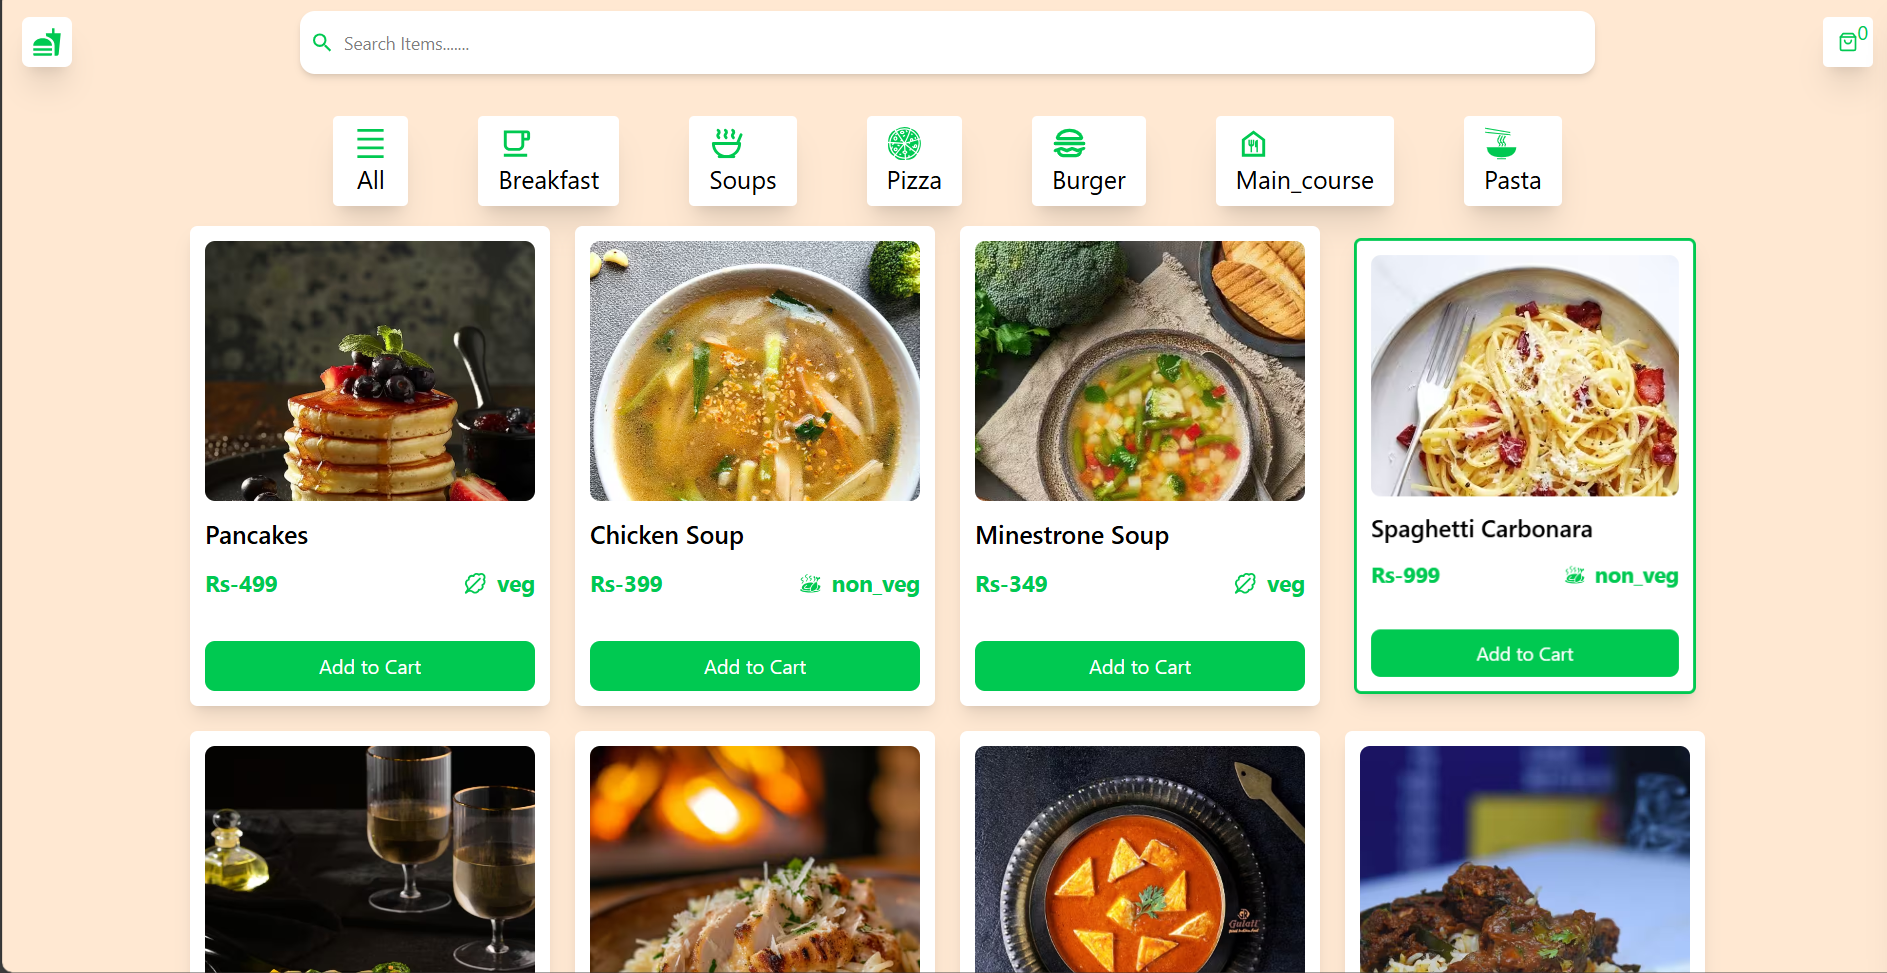 Search Items.......
0
All
Breakfast
Soups
Pizza
Burger
Main_course
Pasta
Pancakes
Rs-499
veg
Add to Cart
Chicken Soup
Rs-399
non_veg
Add to Cart
Minestrone Soup
Rs-349
veg
Add to Cart
Spaghetti Carbonara
Rs-999
non_veg
Add to Cart
Gulati